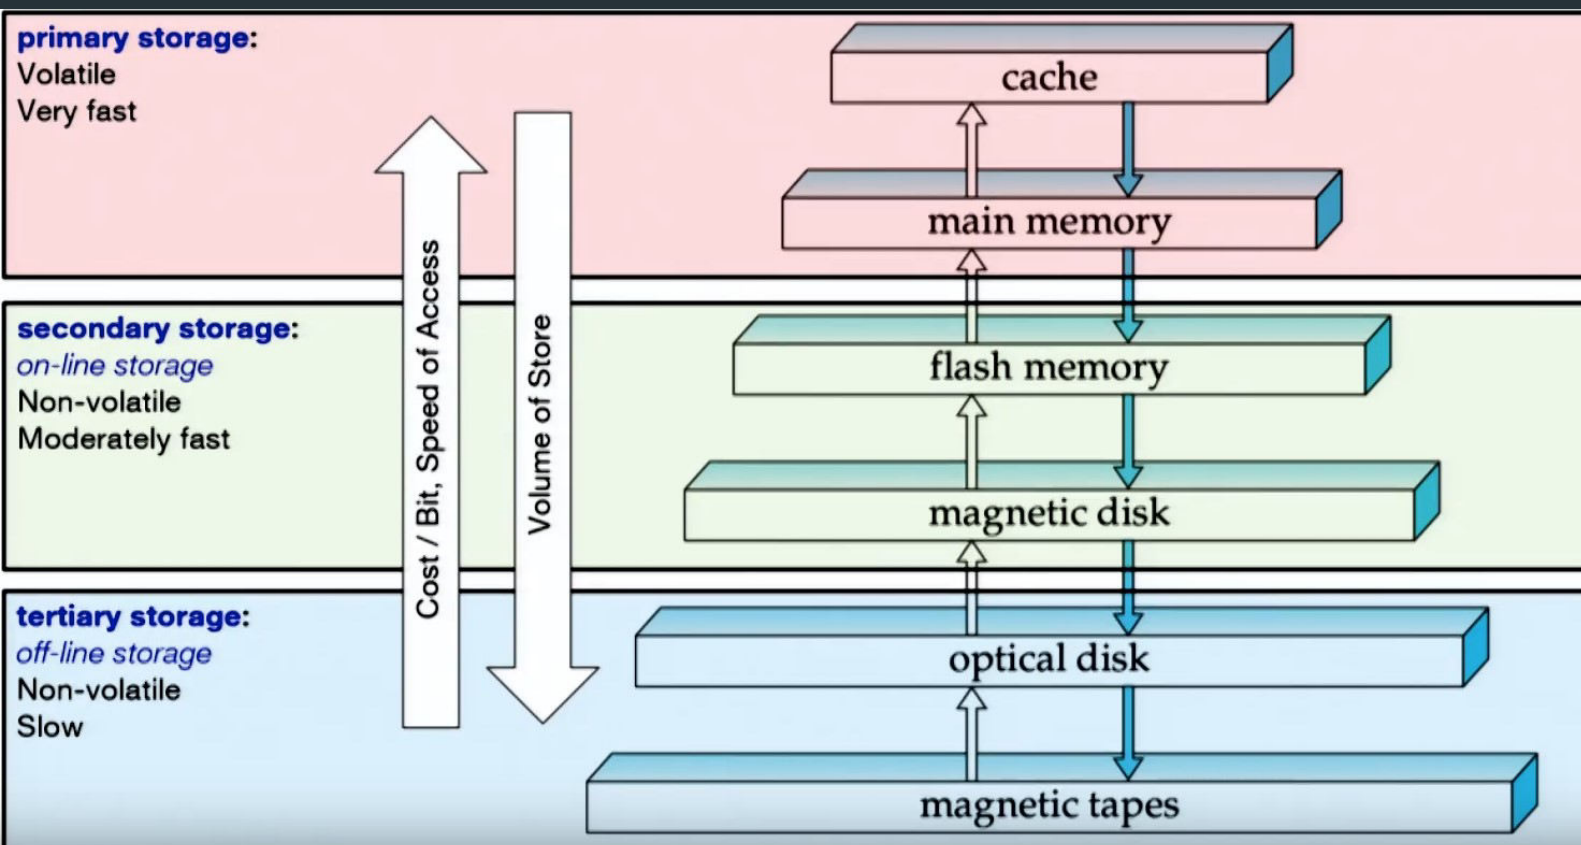 primary storage:
Volatile
Very fast
cache
main memory
Cost / Bit, Speed of Access
Volume of Store
secondary storage:
on-line storage
Non-volatile
Moderately fast
flash memory
magnetic disk
tertiary storage:
off-line storage
Non-volatile
Slow
optical disk
magnetic tapes